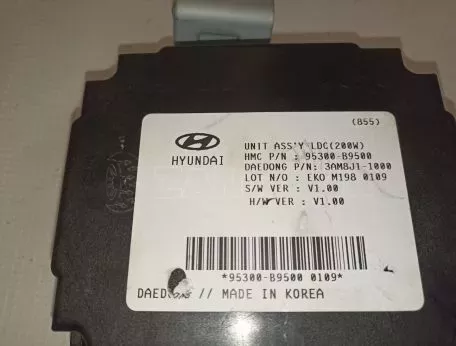 (855)
UNIT ASS'Y LDC(200W)
HYUNDAI
HMC P/N : 95300-B9500
DAEDONG P/N: 3AM8J1-1000
LOT N/O : EKO M198 0109
S/W VER : V1.00
H/W VER : V1.00
*95300-B9500 0109*
// MADE IN KOREA